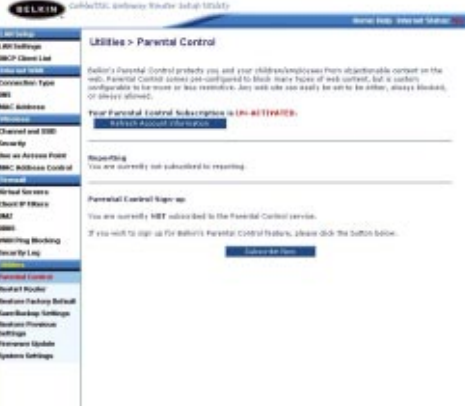 BELKIN
Cable/DSL Gateway Router Setup Utility
Home Help Internet Status:
LAN Setup
LAN Settings
DHCP Client List
Internet WAN
Connection Type
DNS
MAC Address
Wireless
Channel and SSID
Security
Use as Access Point
MAC Address Control
Firewall
Virtual Servers
Client IP Filters
DMZ
DDNS
WAN Ping Blocking
Security Log
Utilities
Parental Control
Restart Router
Restore Factory Default
Save/Backup Settings
Restore Previous
Settings
Firmware Update
System Settings
Utilities > Parental Control
Belkin's Parental Control protects you and your children/employees from objectionable content on the
web. Parental Control comes pre-configured to block many types of web content, but is custom
configurable to be more or less restrictive. Any web site can easily be set to be either, always blocked,
or always allowed.
Your Parental Control Subscription is UN-ACTIVATED.
Refresh Account Information
Reporting
You are currently not subscribed to reporting.
Parental Control Sign-up
You are currently NOT subscribed to the Parental Control service.
If you wish to sign up for Belkin's Parental Control feature, please click the button below.
Subscribe Now